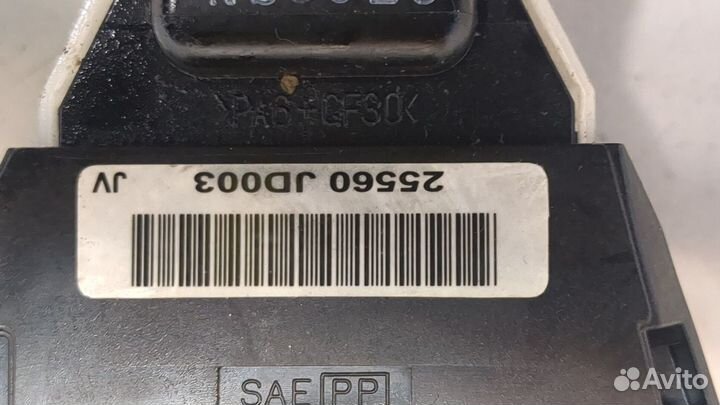 >PA6+GF30<
25560 JD003 JV
SAE PP
Avito